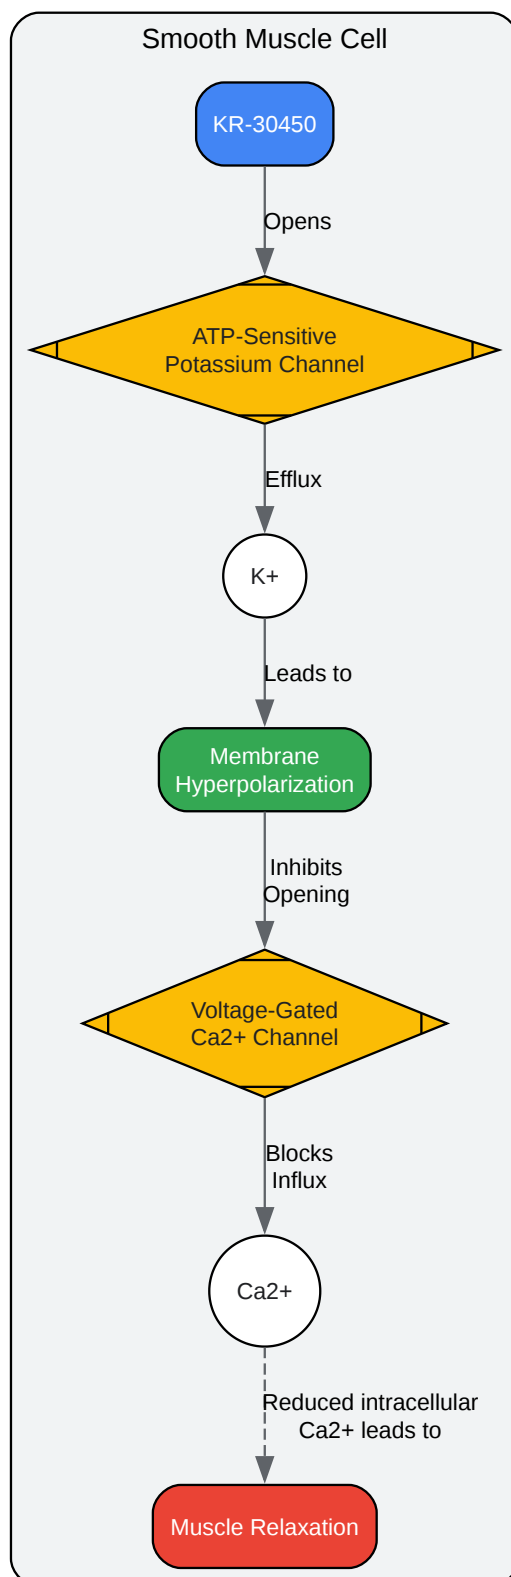 Smooth Muscle Cell
KR-30450
Opens
ATP-Sensitive
Potassium Channel
Efflux
K+
Leads to
Membrane
Hyperpolarization
Inhibits
Opening
Voltage-Gated
Ca2+ Channel
Blocks
Influx
Ca2+
Reduced intracellular
Ca2+ leads to
Muscle Relaxation